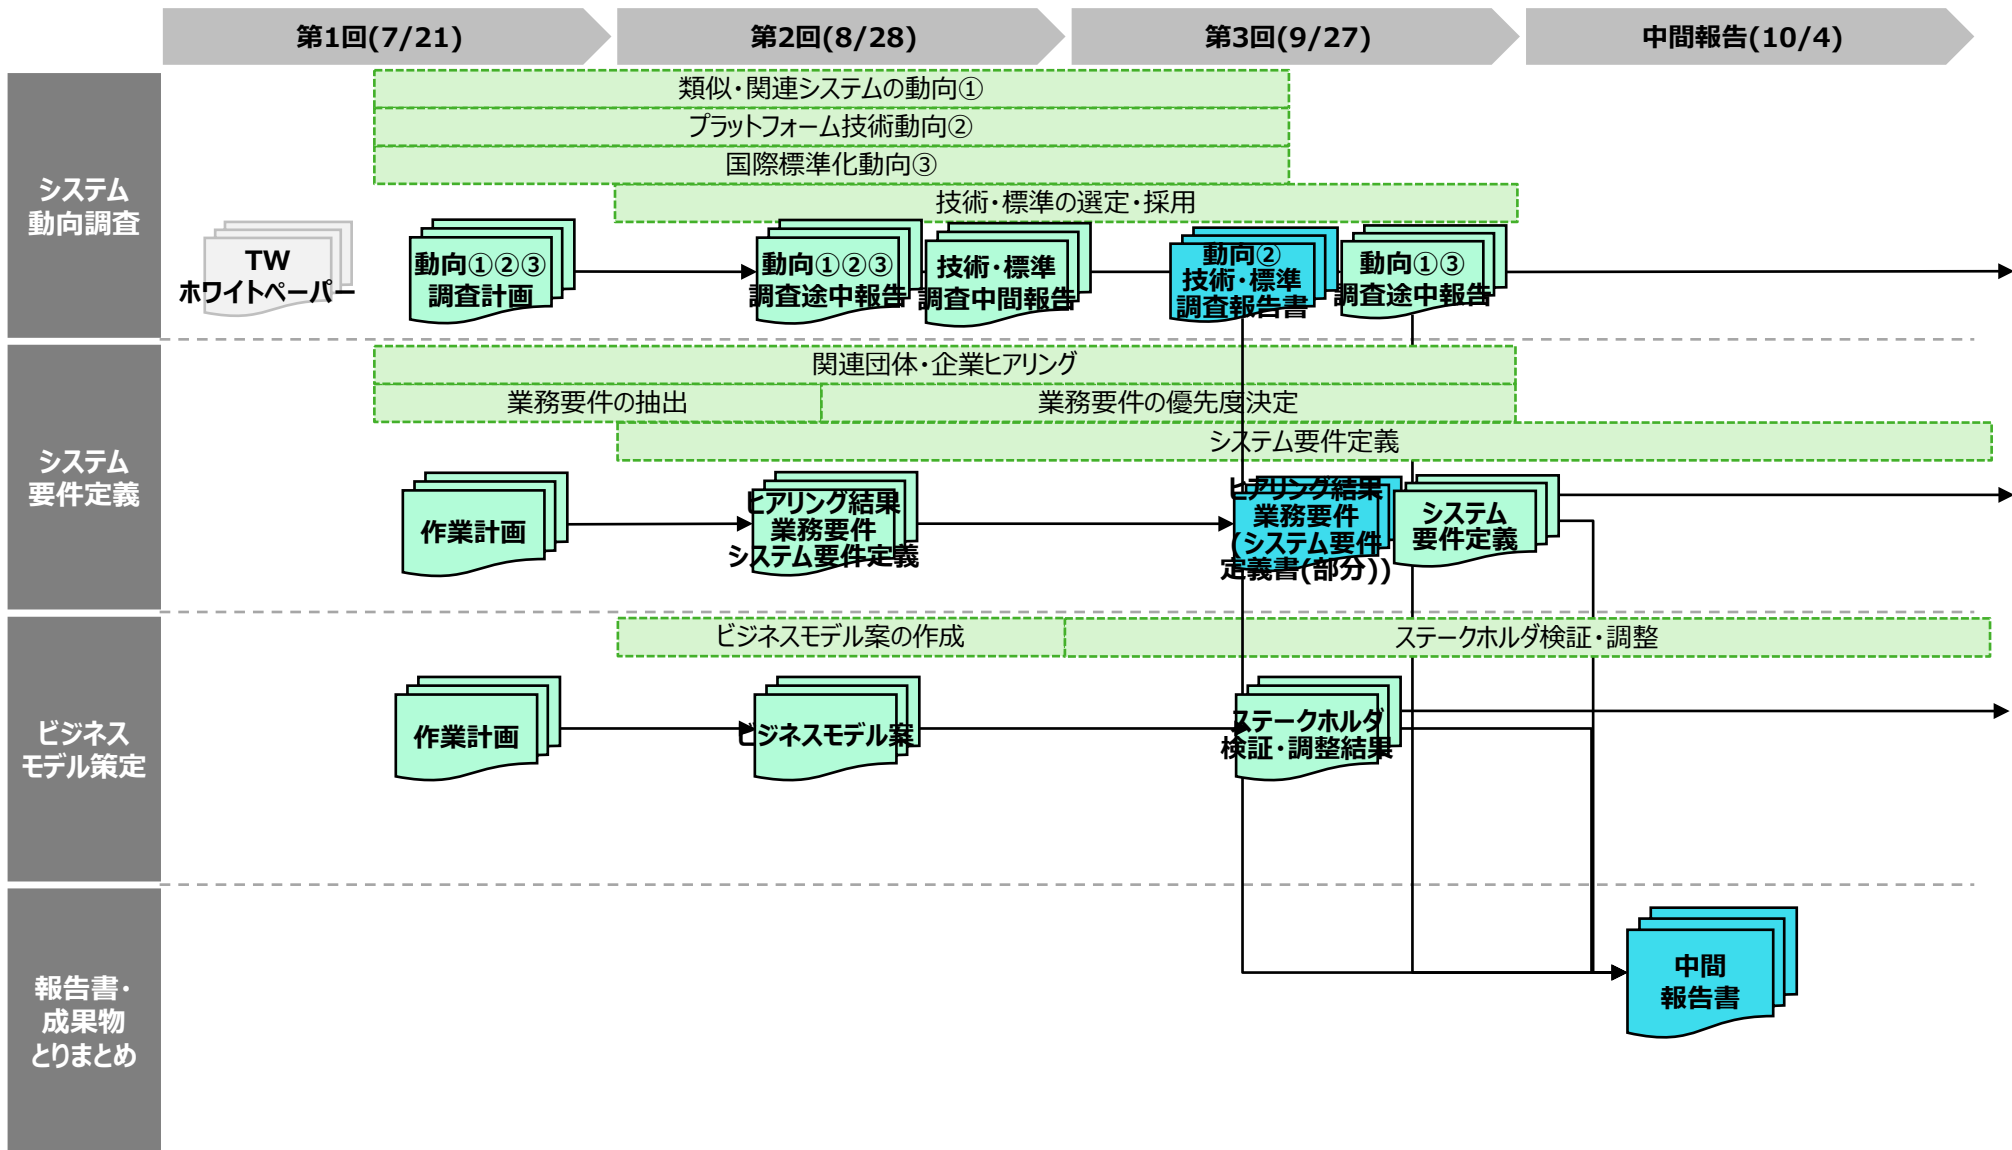 第1回(7/21)
第2回(8/28)
第3回(9/27)
中間報告(10/4)
システム
動向調査
類似・関連システムの動向①
プラットフォーム技術動向②
国際標準化動向③
技術・標準の選定・採用
TW
ホワイトペーパー
動向①②③
調査計画
動向①②③
調査途中報告
技術・標準
調査中間報告
動向②
技術・標準
調査報告書
動向①③
調査途中報告
システム
要件定義
関連団体・企業ヒアリング
業務要件の抽出
業務要件の優先度決定
システム要件定義
作業計画
ヒアリング結果
業務要件
システム要件定義
ヒアリング結果
業務要件
(システム要件
定義書(部分))
システム
要件定義
ビジネス
モデル策定
ビジネスモデル案の作成
ステークホルダ検証・調整
作業計画
ビジネスモデル案
ステークホルダ
検証・調整結果
報告書・
成果物
とりまとめ
中間
報告書